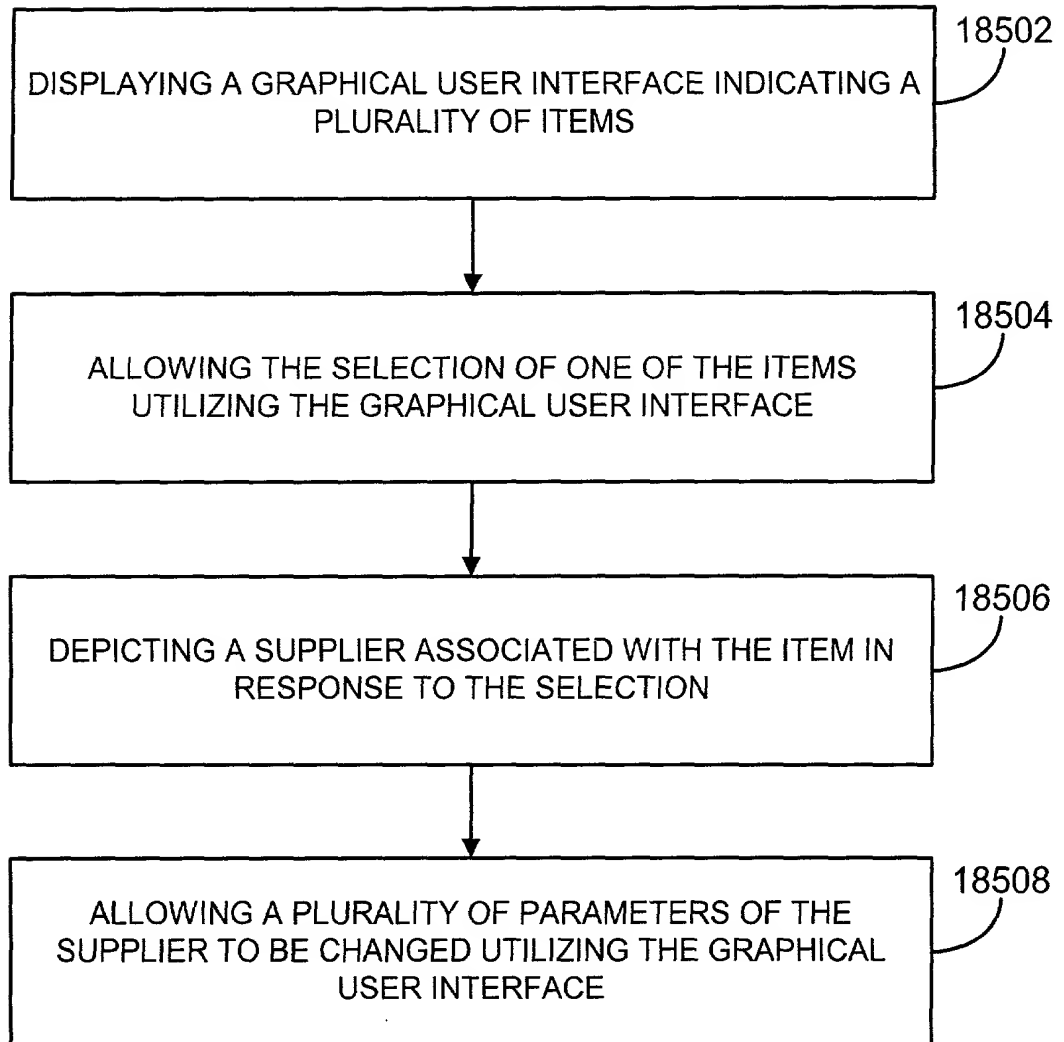 18502
DISPLAYING A GRAPHICAL USER INTERFACE INDICATING A
PLURALITY OF ITEMS
18504
ALLOWING THE SELECTION OF ONE OF THE ITEMS
UTILIZING THE GRAPHICAL USER INTERFACE
18506
DEPICTING A SUPPLIER ASSOCIATED WITH THE ITEM IN
RESPONSE TO THE SELECTION
18508
ALLOWING A PLURALITY OF PARAMETERS OF THE
SUPPLIER TO BE CHANGED UTILIZING THE GRAPHICAL
USER INTERFACE